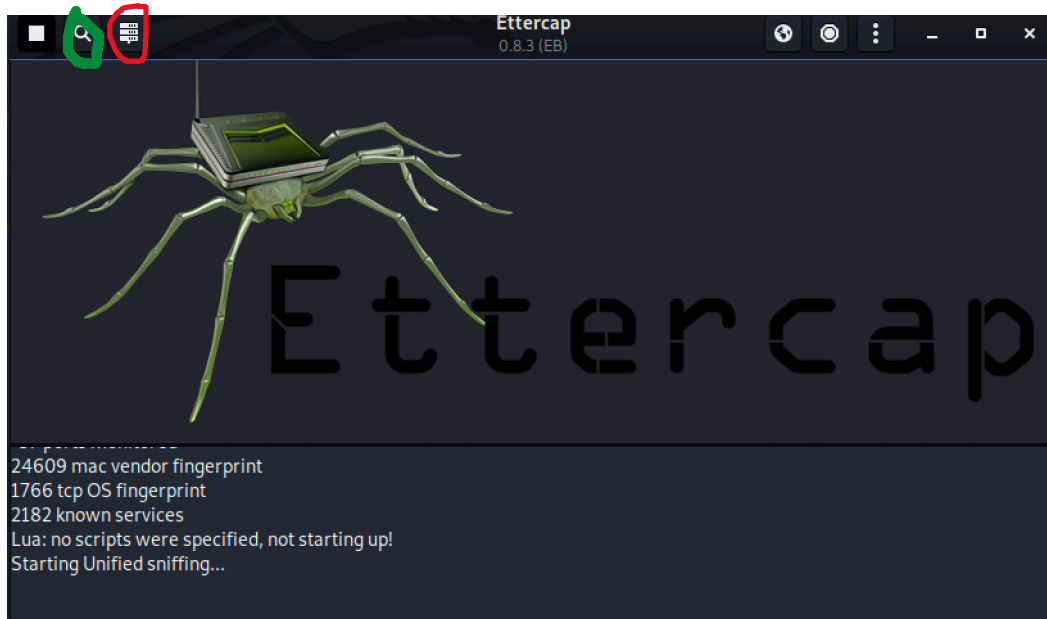 Ettercap
0.8.3 (EB)
Ettercap
24609 mac vendor fingerprint
1766 tcp OS fingerprint
2182 known services
Lua: no scripts were specified, not starting up!
Starting Unified sniffing...